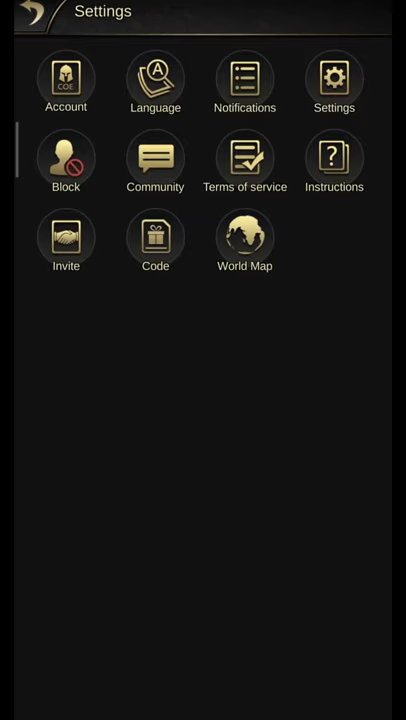 Settings
COE
Account
A
Language
Notifications
Settings
Block
Community
Terms of service
?
Instructions
Invite
Code
World Map